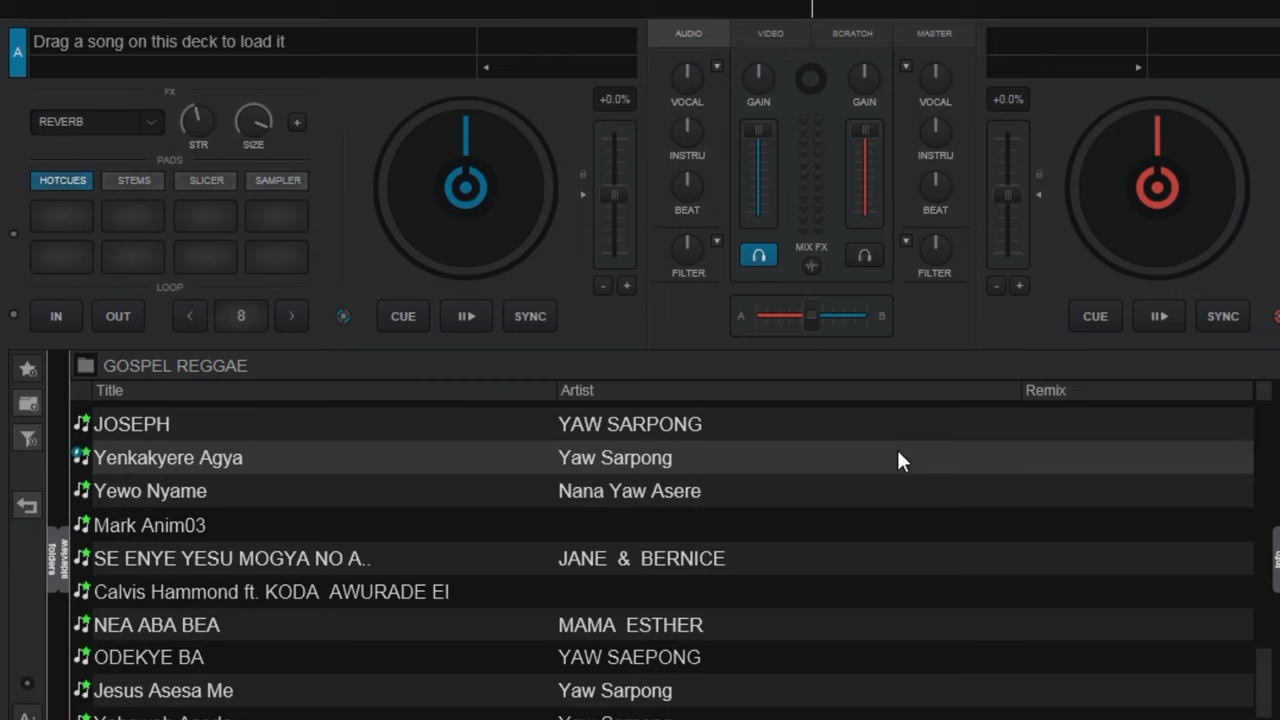 A
Drag a song on this deck to load it
AUDIO VIDEO SCRATCH MASTER
FX
REVERB
STR SIZE
+0.0%
VOCAL GAIN GAIN VOCAL
+0.0%
PADS
HOTCUES STEMS SLICER SAMPLER
INSTRU INSTRU
BEAT BEAT
MIX FX
FILTER FILTER
LOOP
- + - +
IN OUT < 8 > CUE SYNC
A B
CUE SYNC
GOSPEL REGGAE
Title Artist Remix
JOSEPH YAW SARPONG
Yenkakyere Agya Yaw Sarpong
Yewo Nyame Nana Yaw Asere
Mark Anim03
SE ENYE YESU MOGYA NO A.. JANE & BERNICE
Calvis Hammond ft. KODA AWURADE EI
NEA ABA BEA MAMA ESTHER
ODEKYE BA YAW SAEPONG
Jesus Asesa Me Yaw Sarpong
folders
sideview